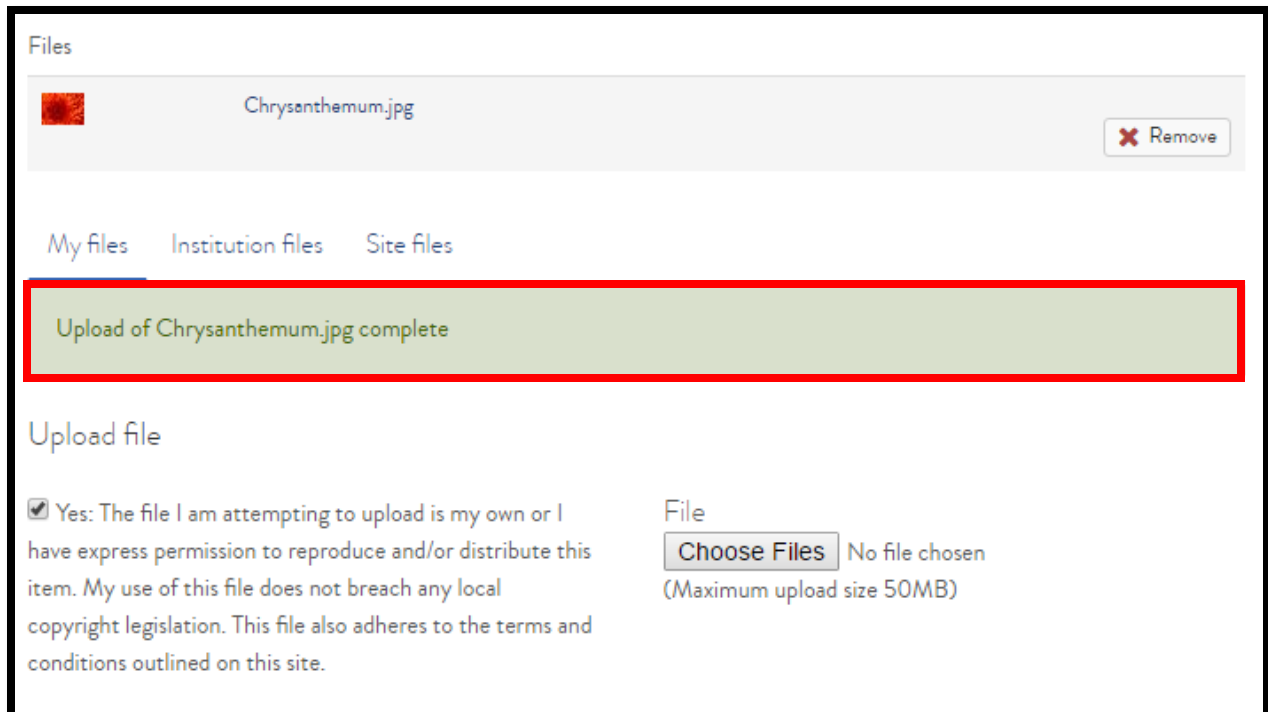 Files
Chrysanthemum.jpg
Remove
My files Institution files Site files
Upload of Chrysanthemum.jpg complete
Upload file
Yes: The file I am attempting to upload is my own or I
have express permission to reproduce and/or distribute this
item. My use of this file does not breach any local
copyright legislation. This file also adheres to the terms and
conditions outlined on this site.
File
Choose Files No file chosen
(Maximum upload size 50MB)